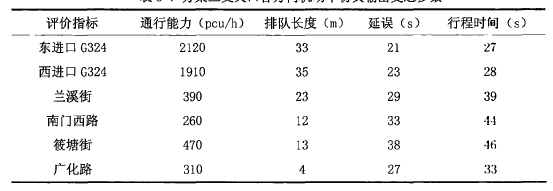 评价指标 通行能力（pcu/h） 排队长度（m） 延误（s） 行程时间（s）
东进口 G324 2120 33 21 27
西进口 G324 1910 35 23 28
兰溪街 390 23 29 39
南门西路 260 12 33 44
筱塘街 470 13 38 46
广化路 310 4 27 33